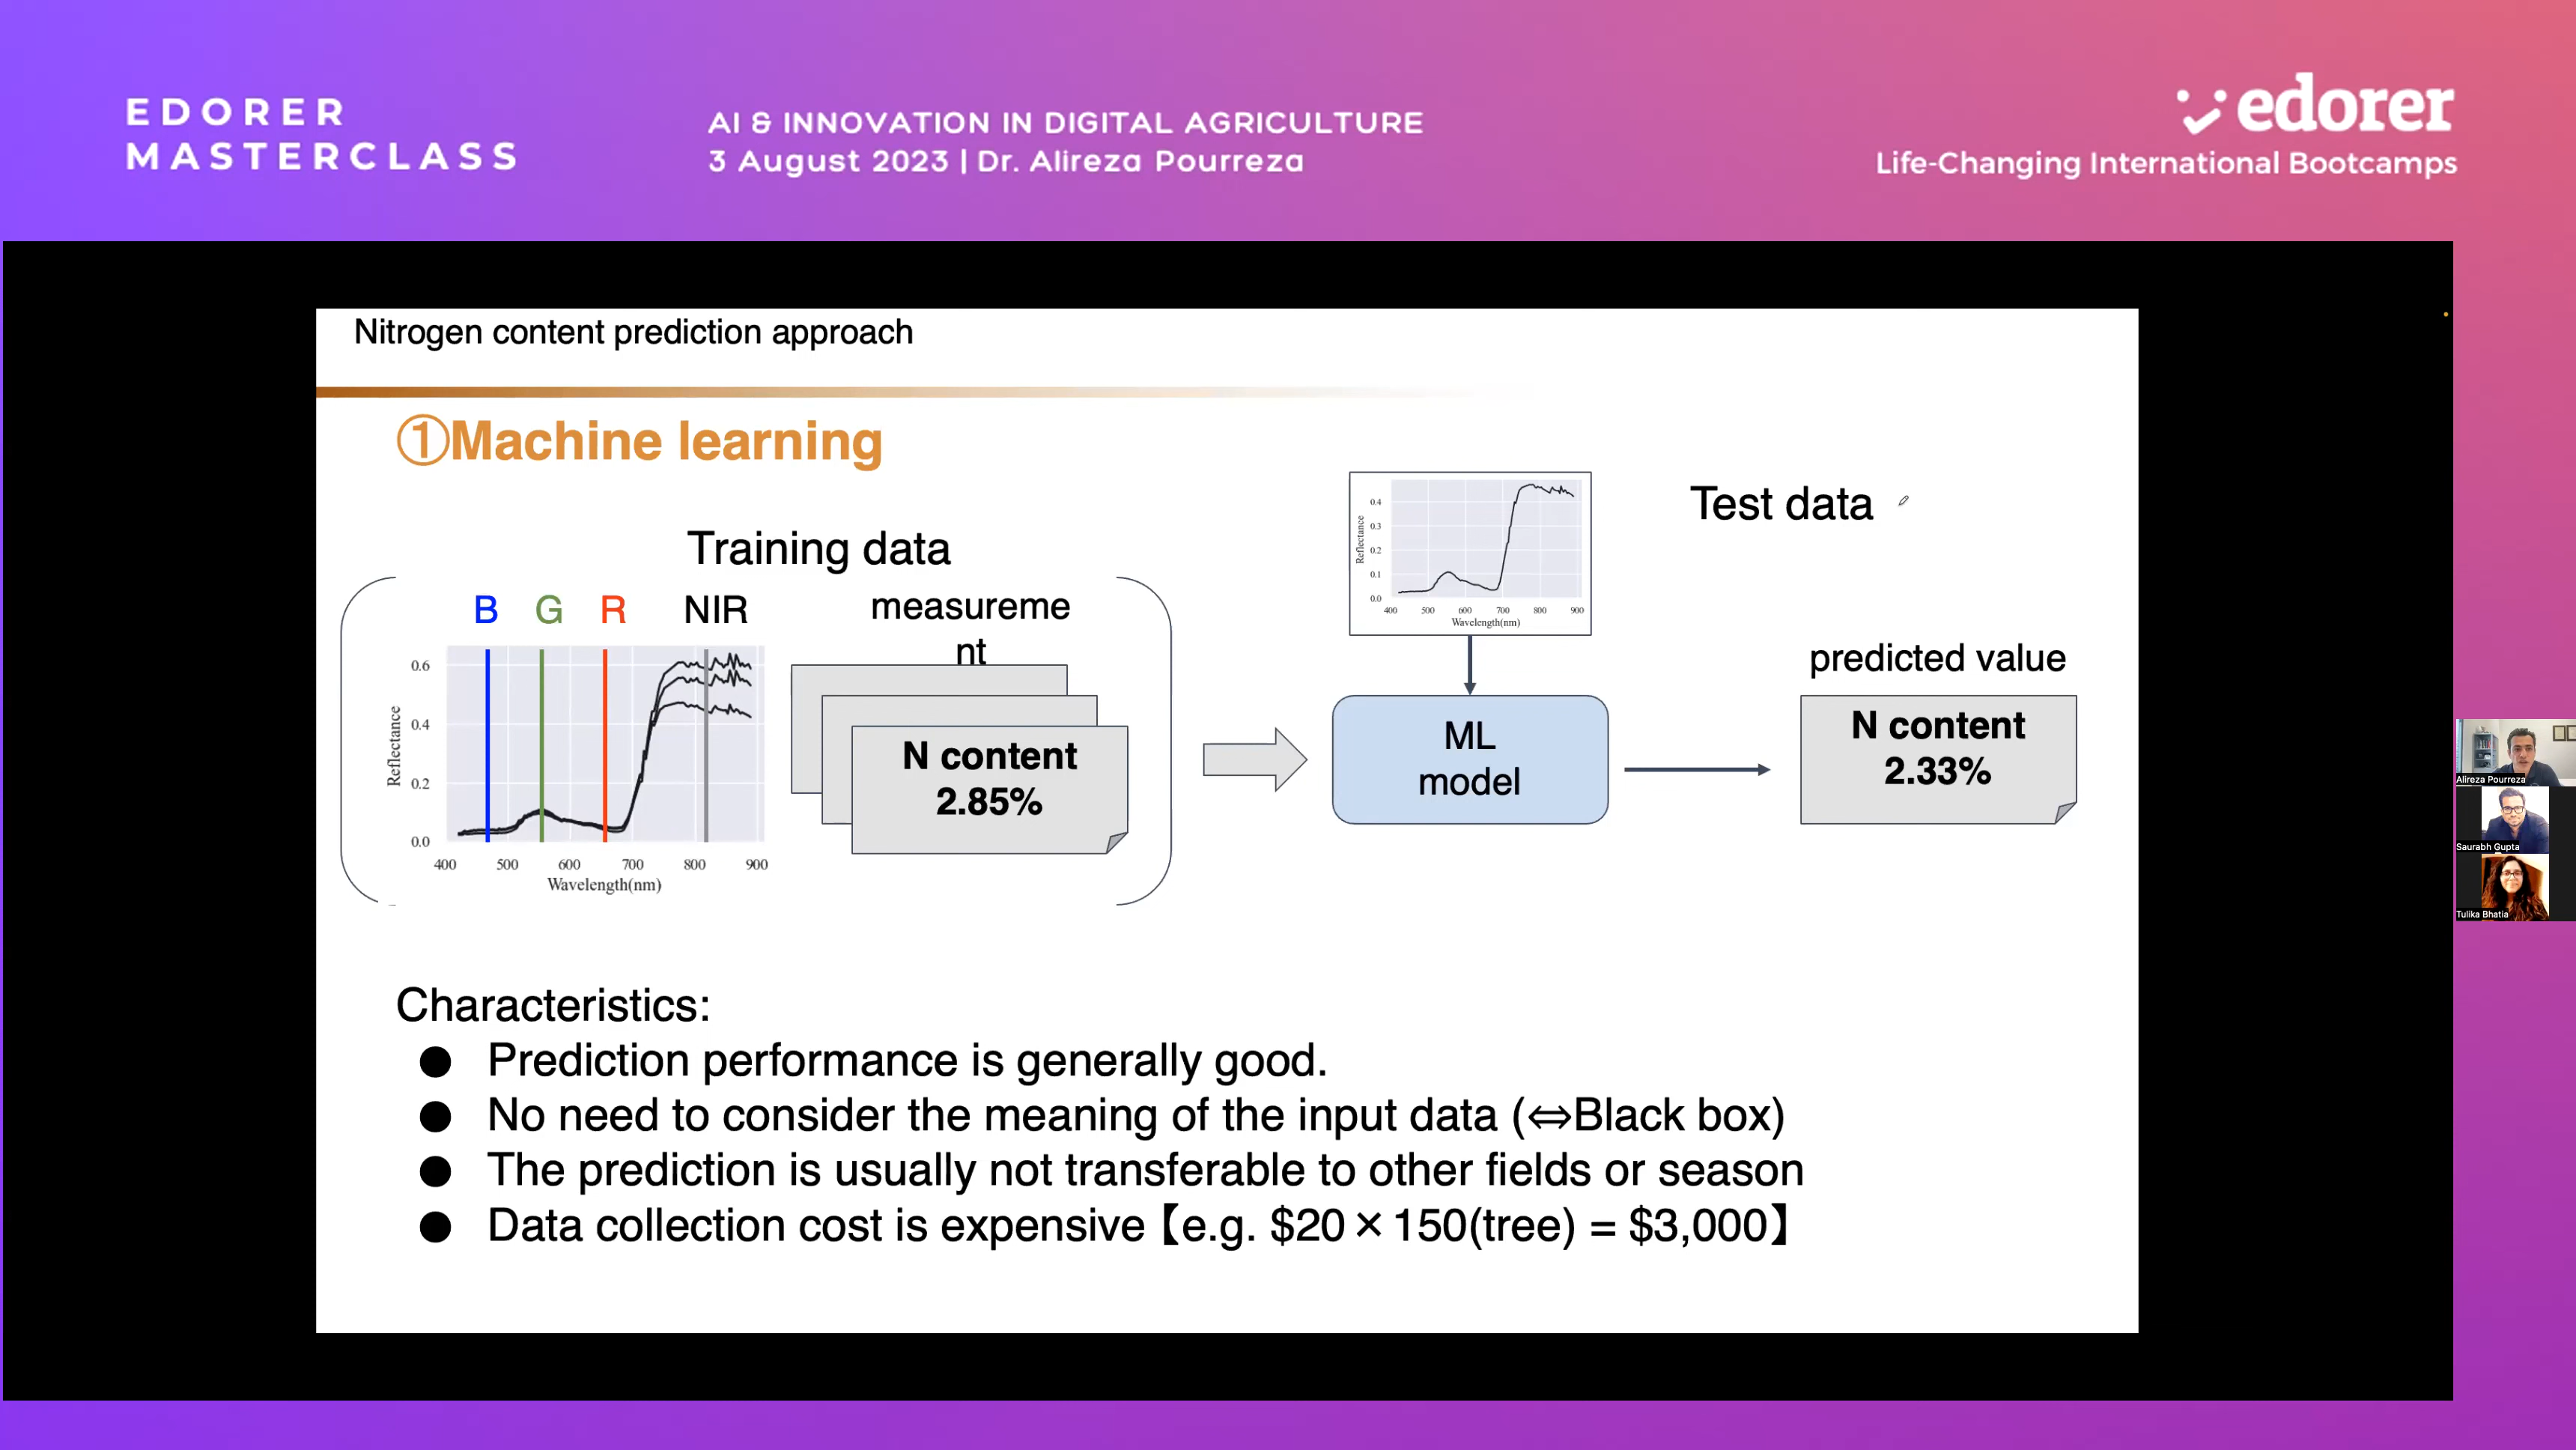 EDORER
MASTERCLASS
AI & INNOVATION IN DIGITAL AGRICULTURE
3 August 2023 | Dr. Alireza Pourreza
edorer
Life-Changing International Bootcamps
Nitrogen content prediction approach
①Machine learning
Training data
B G R NIR
measureme
nt
0.6
0.4
0.2
0.0
Reflectance
400 500 600 700 800 900
Wavelength(nm)
N content
2.85%
0.4
0.3
0.2
0.1
0.0
Reflectance
400 500 600 700 800 900
Wavelength(nm)
Test data
ML
model
predicted value
N content
2.33%
Characteristics:
● Prediction performance is generally good.
● No need to consider the meaning of the input data (⇔Black box)
● The prediction is usually not transferable to other fields or season
● Data collection cost is expensive【e.g. $20×150(tree) = $3,000】
Alireza Pourreza
Saurabh Gupta
Tulika Bhatia